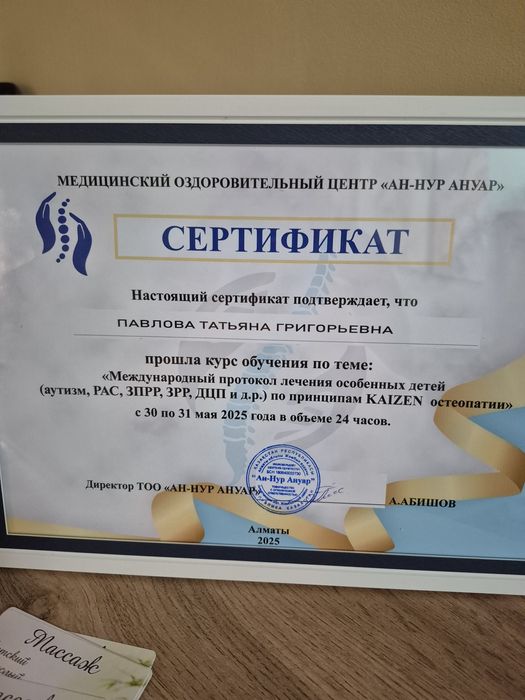 МЕДИЦИНСКИЙ ОЗДОРОВИТЕЛЬНЫЙ ЦЕНТР «АН-НУР АНУАР»
СЕРТИФИКАТ
Настоящий сертификат подтверждает, что
ПАВЛОВА ТАТЬЯНА ГРИГОРЬЕВНА
прошла курс обучения по теме:
«Международный протокол лечения особенных детей
(аутизм, РАС, ЗПРР, ЗРР, ДЦП и д.р.) по принципам KAIZEN остеопатии»
с 30 по 31 мая 2025 года в объеме 24 часов.
"Ан-Нур Ануар"
Директор ТОО «АН-НУР АНУАР»
А.АБИШОВ
Алматы
2025
Массаж